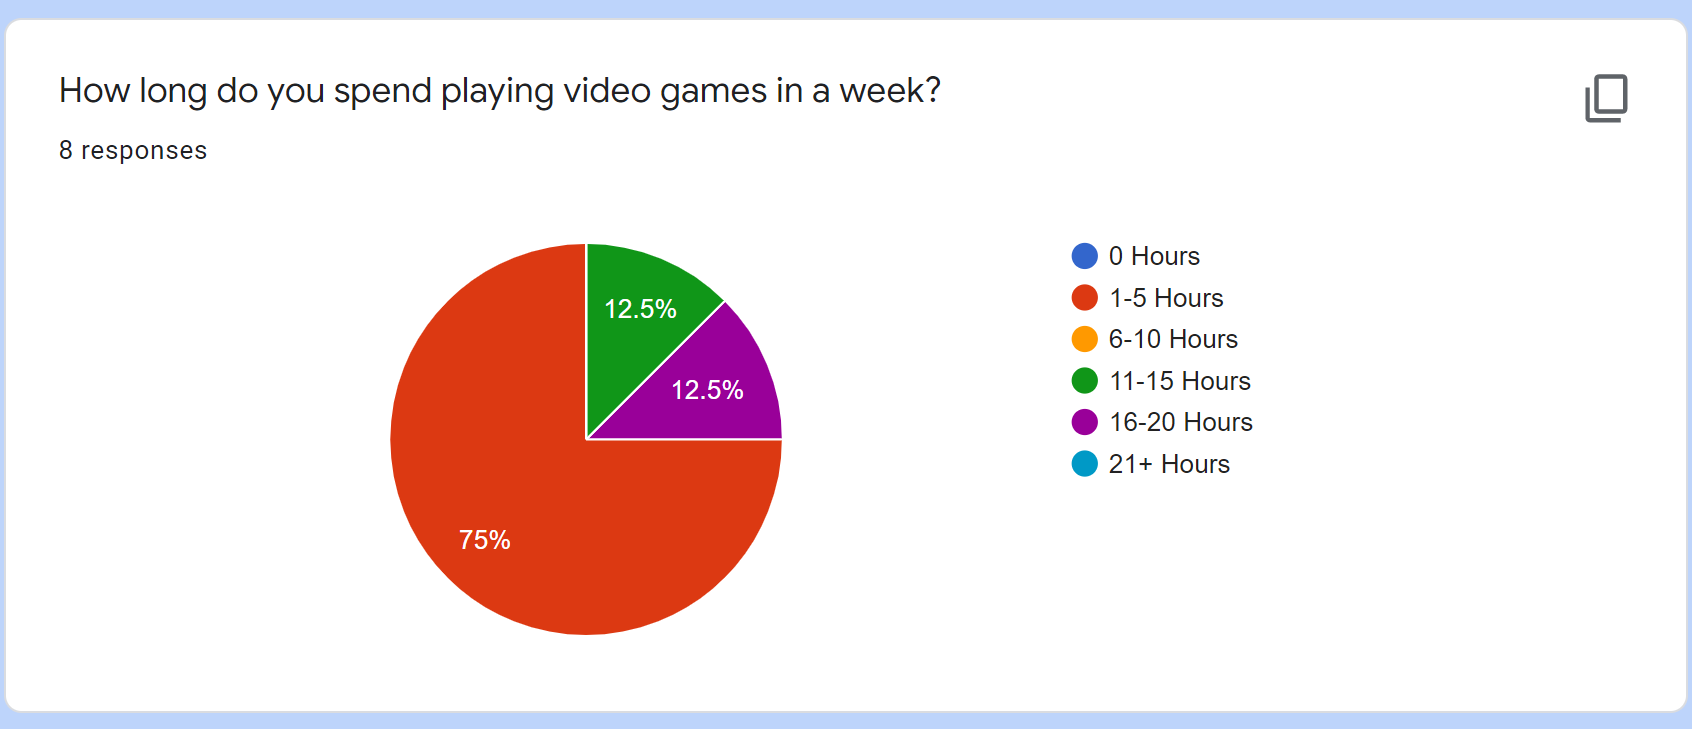 How long do you spend playing video games in a week?
8 responses
12.5%
12.5%
75%
0 Hours
1-5 Hours
6-10 Hours
11-15 Hours
16-20 Hours
21+ Hours